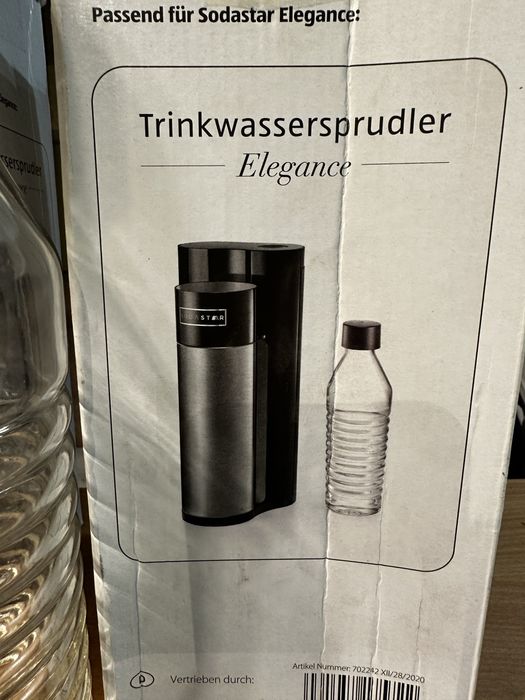 Passend für Sodastar Elegance:
Trinkwassersprudler
Elegance
SODASTAR
Artikel Nummer: 702242 XII/28/2020
Vertrieben durch: